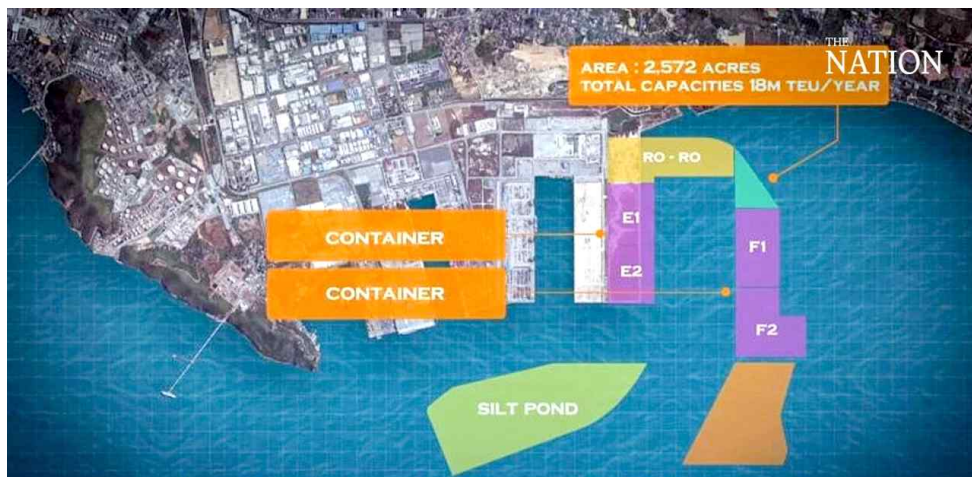 THE
NATION
AREA : 2,572 ACRES
TOTAL CAPACITIES 18M TEU/YEAR
RO - RO
E1
CONTAINER
F1
E2
CONTAINER
F2
SILT POND